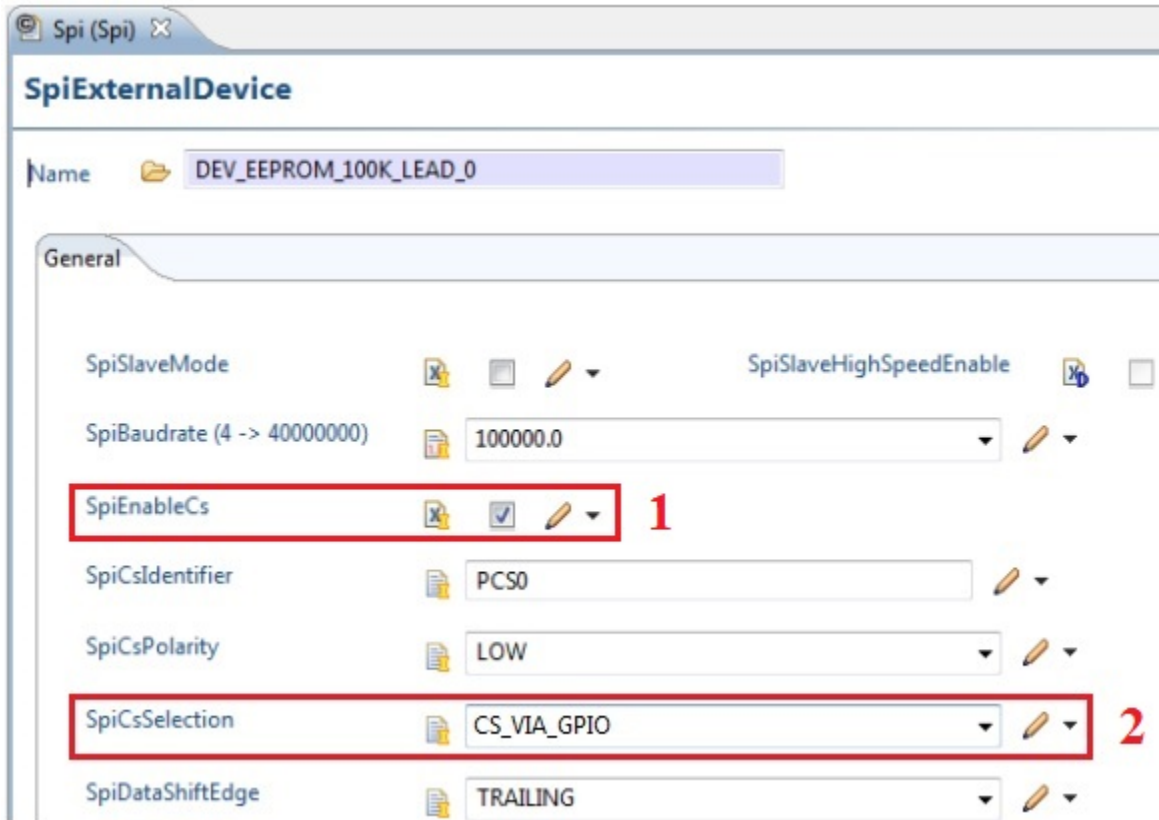 Spi (Spi)
SpiExternalDevice
Name DEV_EEPROM_100K_LEAD_0
General
SpiSlaveMode SpiSlaveHighSpeedEnable
SpiBaudrate (4 -> 40000000) 100000.0
SpiEnableCs 1
SpiCsIdentifier PCS0
SpiCsPolarity LOW
SpiCsSelection CS_VIA_GPIO 2
SpiDataShiftEdge TRAILING